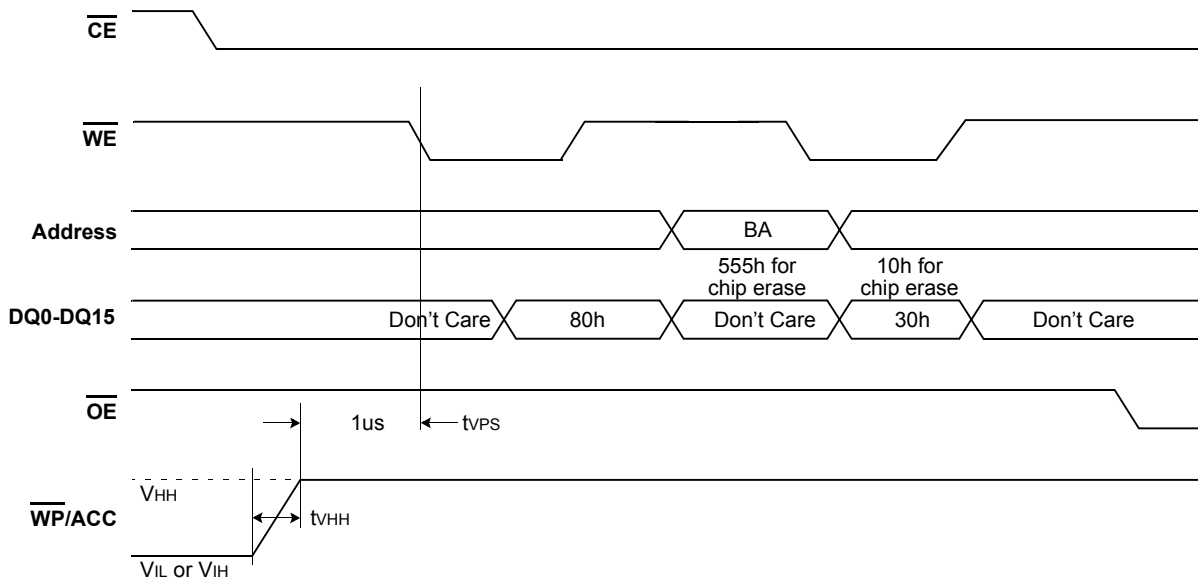 CE
WE
Address
BA
555h for
chip erase
10h for
chip erase
DQ0-DQ15
Don't Care
80h
Don't Care
30h
Don't Care
OE
1us
tVPS
VHH
WP/ACC
tVHH
VIL or VIH